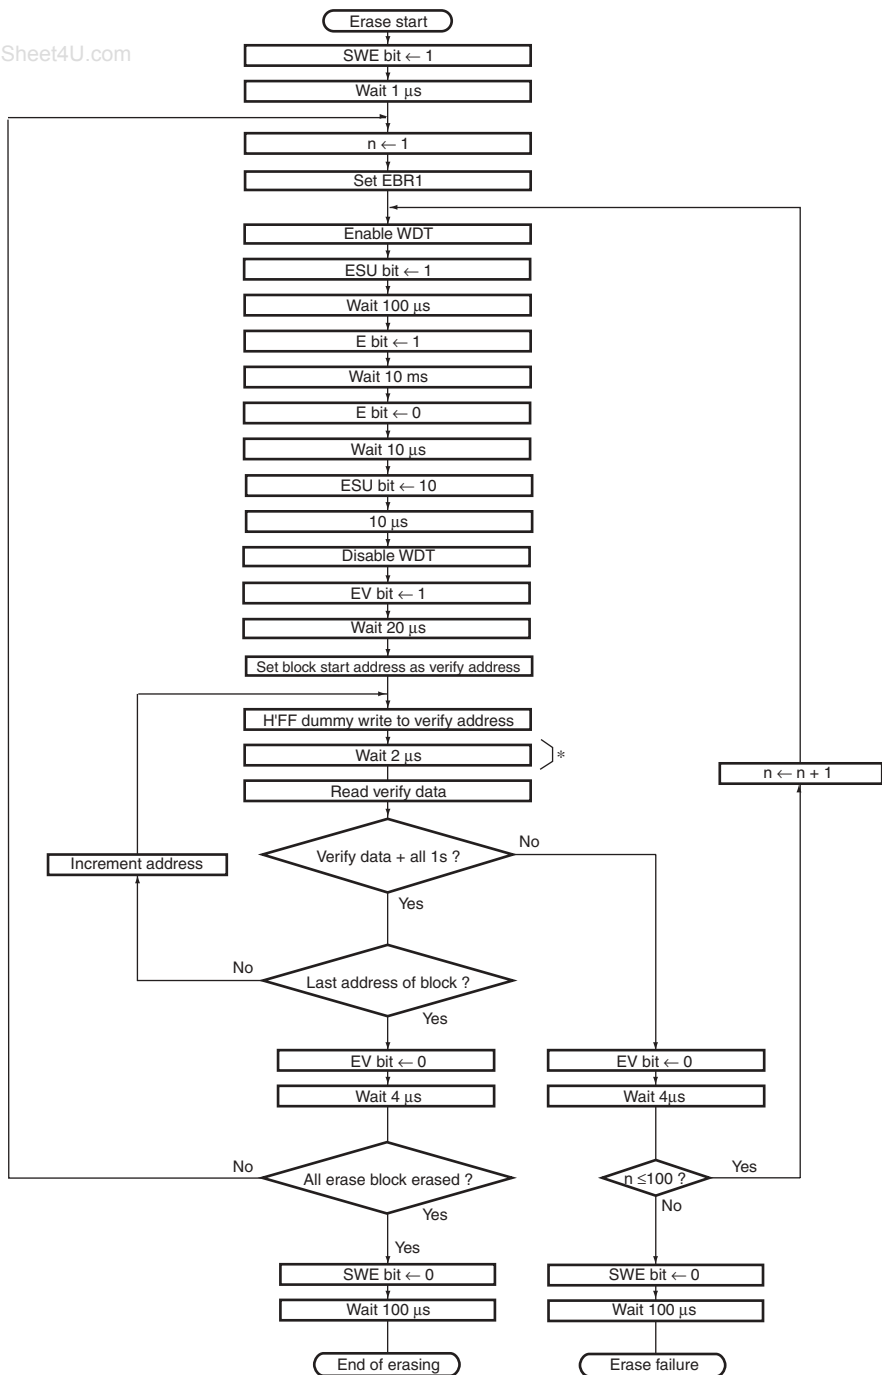 Erase start
Sheet4U.com
SWE bit ← 1
Wait 1 µs
n ← 1
Set EBR1
Enable WDT
ESU bit ← 1
Wait 100 µs
E bit ← 1
Wait 10 ms
E bit ← 0
Wait 10 µs
ESU bit ← 10
10 µs
Disable WDT
EV bit ← 1
Wait 20 µs
Set block start address as verify address
H'FF dummy write to verify address
Wait 2 µs
*
n ← n + 1
Read verify data
Verify data + all 1s ?
No
Increment address
Yes
No
Last address of block ?
Yes
EV bit ← 0
EV bit ← 0
Wait 4 µs
Wait 4µs
No
All erase block erased ?
n ≤100 ?
Yes
Yes
No
Yes
SWE bit ← 0
SWE bit ← 0
Wait 100 µs
Wait 100 µs
End of erasing
Erase failure